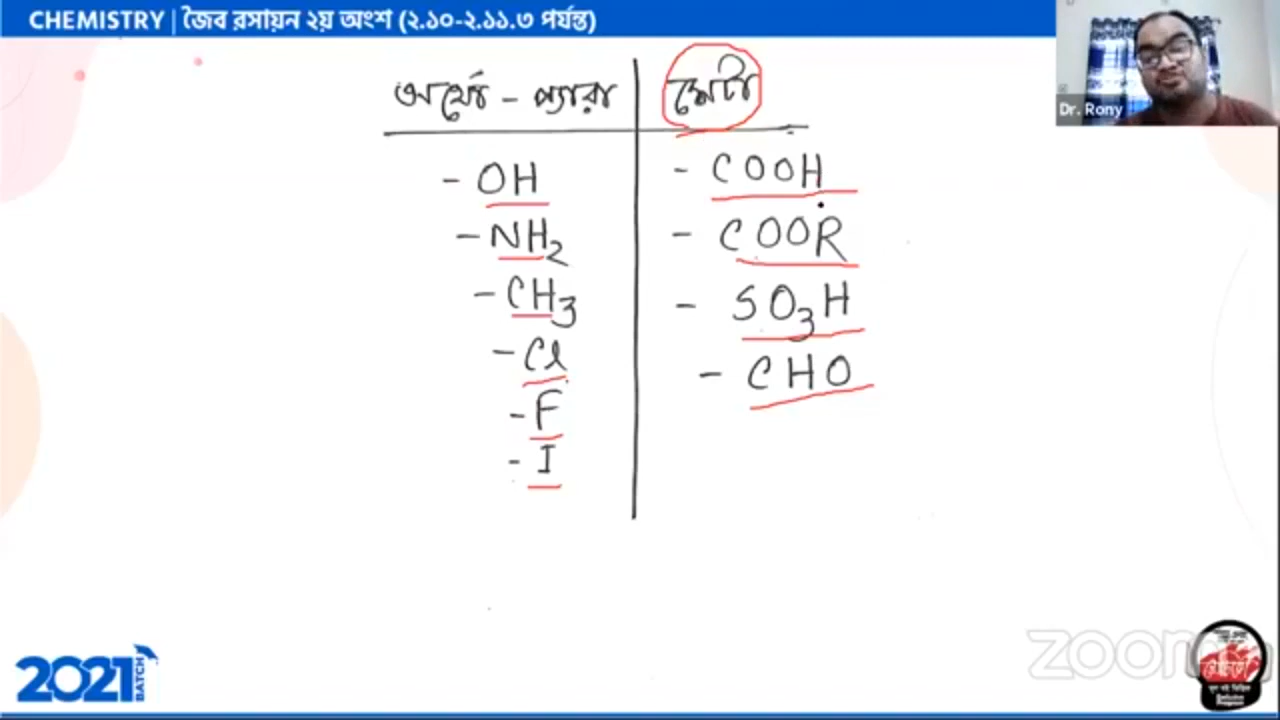 CHEMISTRY | জৈব রসায়ন ২য় অংশ (২.১০-২.১১.৩ পর্যন্ত)
Dr. Rony
অর্থো - প্যারা
মেটা
- OH
- NH2
- CH3
- Cl
- F
- I
- COOH
- COOR
- SO3H
- CHO
2021 BATCH
zoom